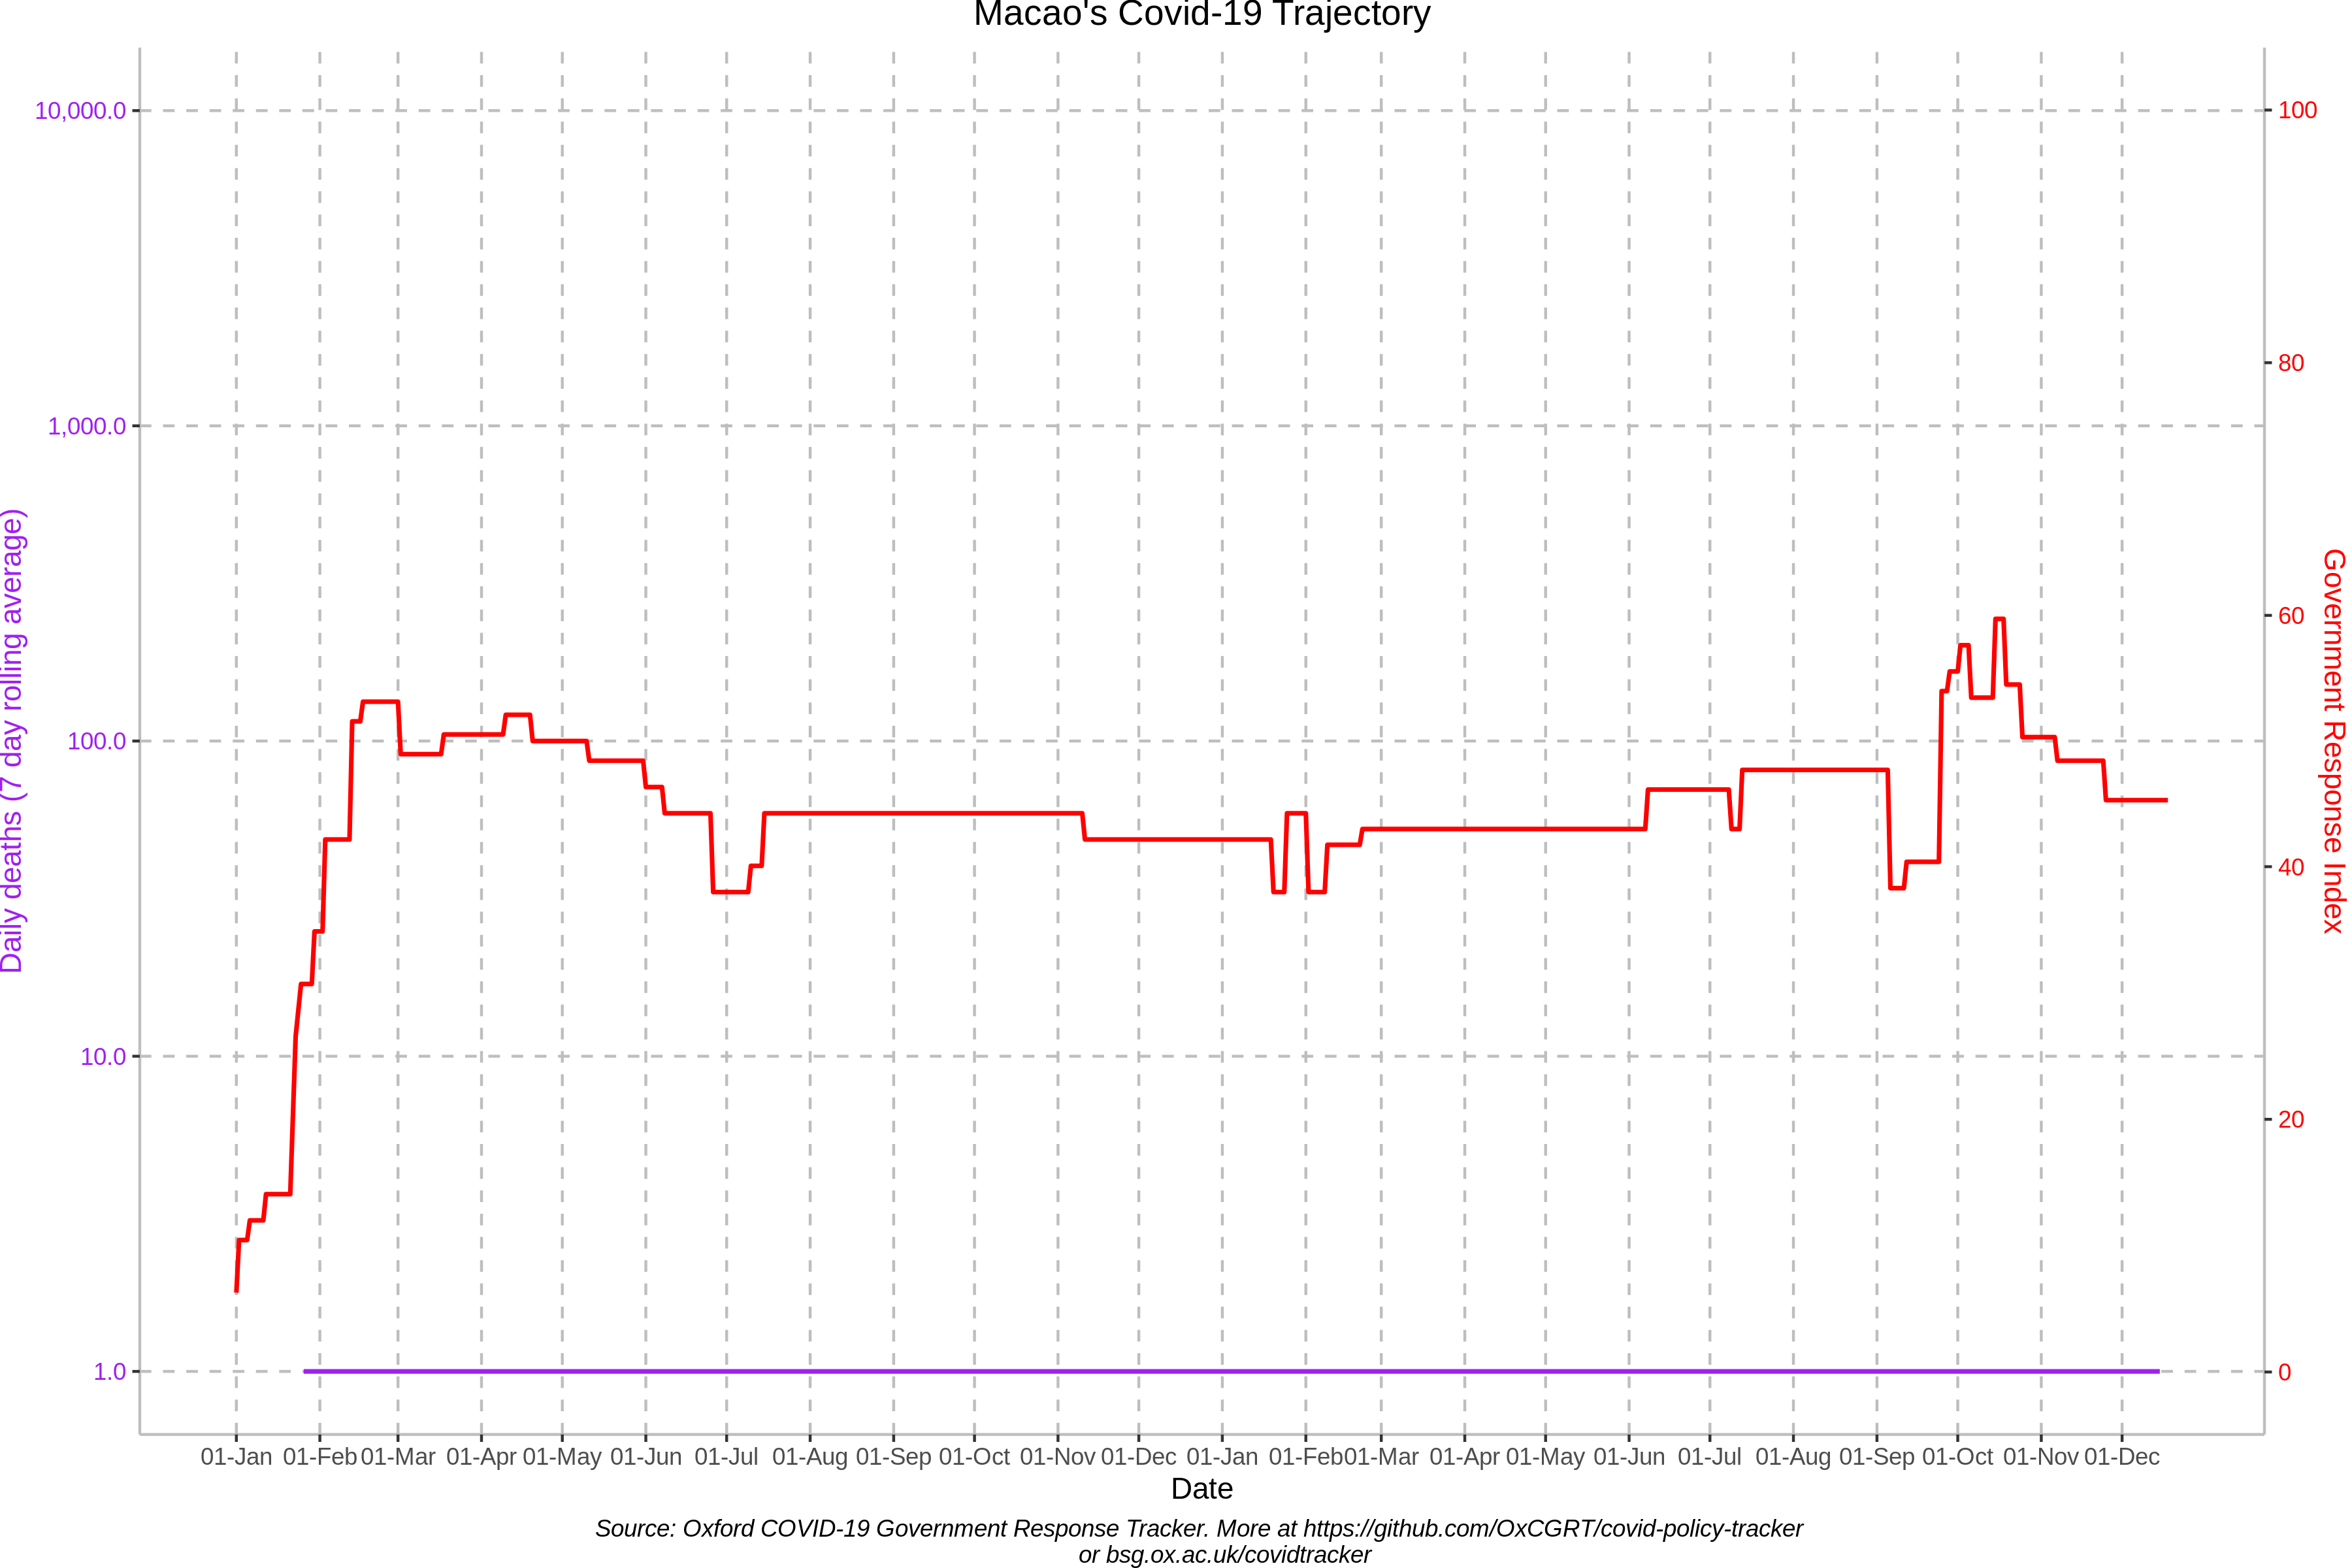 Macao's Covid-19 Trajectory
10,000.0
1,000.0
100.0
10.0
1.0
Daily deaths (7 day rolling average)
100
80
60
40
20
0
Government Response Index
01-Jan 01-Feb 01-Mar 01-Apr 01-May 01-Jun 01-Jul 01-Aug 01-Sep 01-Oct 01-Nov 01-Dec 01-Jan 01-Feb 01-Mar 01-Apr 01-May 01-Jun 01-Jul 01-Aug 01-Sep 01-Oct 01-Nov 01-Dec
Date
Source: Oxford COVID-19 Government Response Tracker. More at https://github.com/OxCGRT/covid-policy-tracker
or bsg.ox.ac.uk/covidtracker